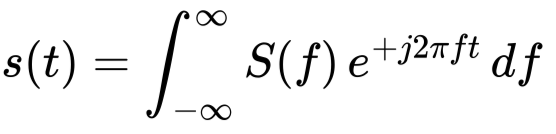 s(t) = ∫_{-∞}^{∞} S(f) e^{+j2πft} df